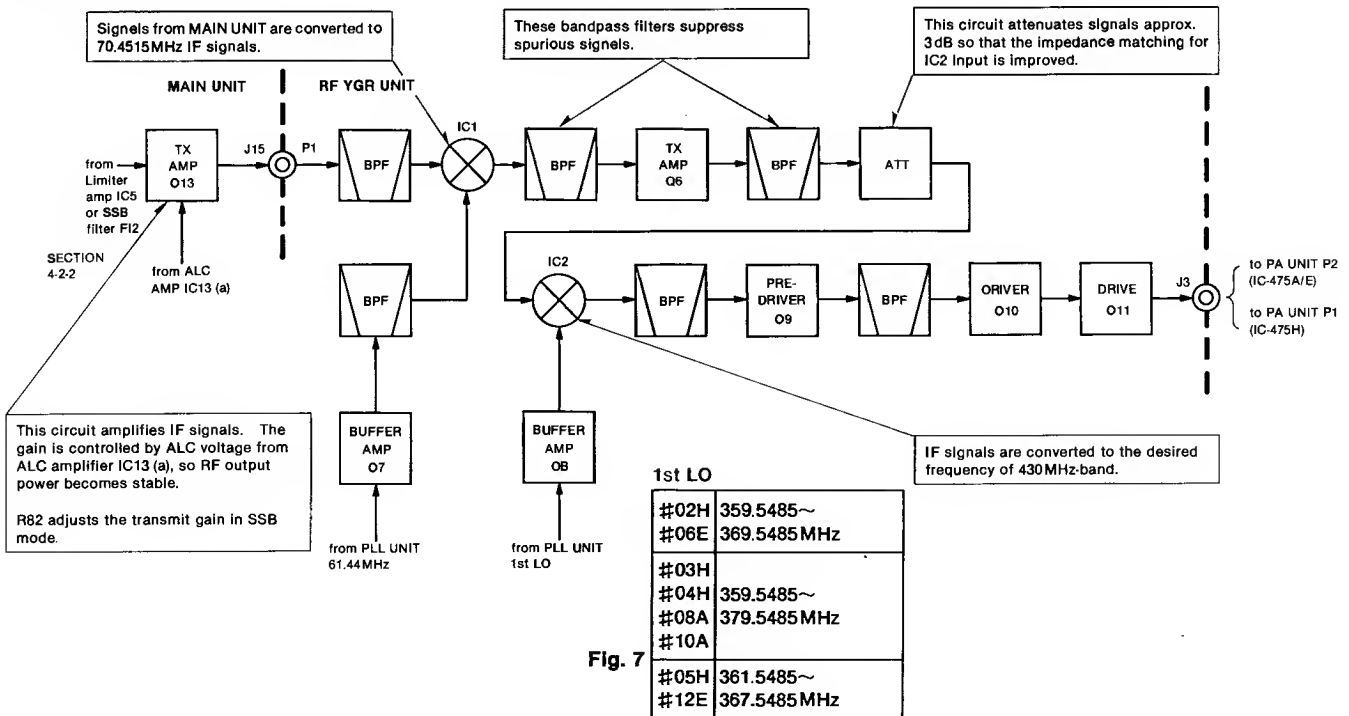 Signels from MAIN UNIT are converted to
70.4515MHz IF signals.
These bandpass filters suppress
spurious signels.
This circuit attenuates signals approx.
3dB so that the impedance matching for
IC2 Input is improved.
MAIN UNIT
RF YGR UNIT
IC1
from
Limiter
amp IC5
or SSB
filter FI2
TX
AMP
O13
J15
P1
BPF
BPF
TX
AMP
Q6
BPF
ATT
SECTION
4-2-2
from ALC
AMP IC13 (a)
BPF
IC2
BPF
PRE-
DRIVER
O9
BPF
ORIVER
O10
DRIVE
O11
J3
to PA UNIT P2
(IC-475A/E)
to PA UNIT P1
(IC-475H)
This circuit amplifies IF signals. The
gain is controlled by ALC voltage from
ALC amplifier IC13 (a), so RF output
power becomes stable.
R82 adjusts the transmit gain in SSB
mode.
BUFFER
AMP
O7
BUFFER
AMP
OB
IF signals are converted to the desired
frequency of 430MHz-band.
from PLL UNIT
61.44MHz
from PLL UNIT
1st LO
1st LO
#02H 359.5485~
#06E 369.5485MHz
#03H
#04H 359.5485~
#08A 379.5485MHz
#10A
#05H 361.5485~
#12E 367.5485MHz
Fig. 7